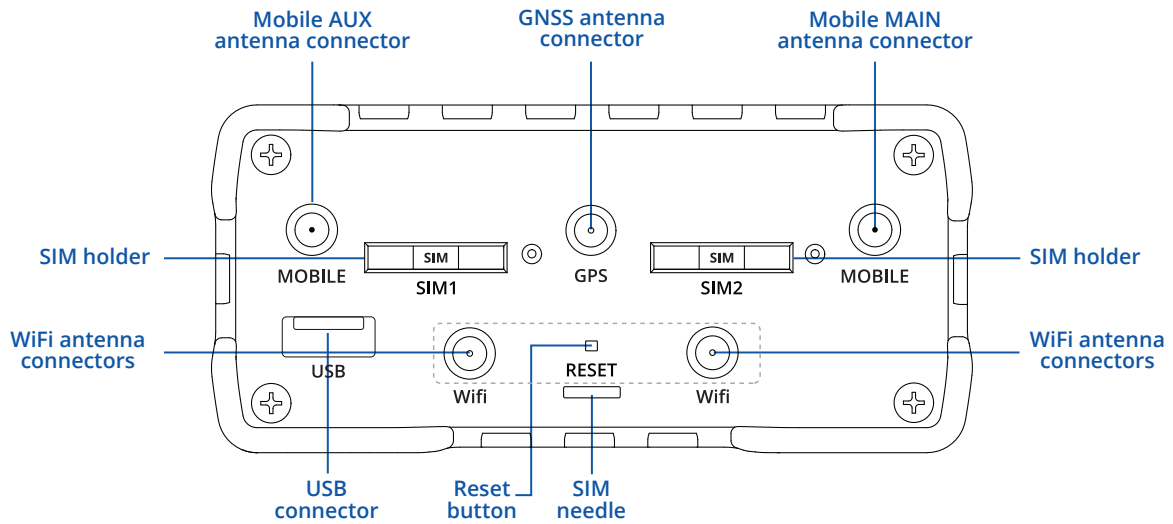 Mobile AUX
antenna connector
GNSS antenna
connector
Mobile MAIN
antenna connector
SIM holder
MOBILE
SIM
SIM1
GPS
SIM
SIM2
MOBILE
SIM holder
WiFi antenna
connectors
USB
Wifi
RESET
Wifi
WiFi antenna
connectors
USB
connector
Reset
button
SIM
needle